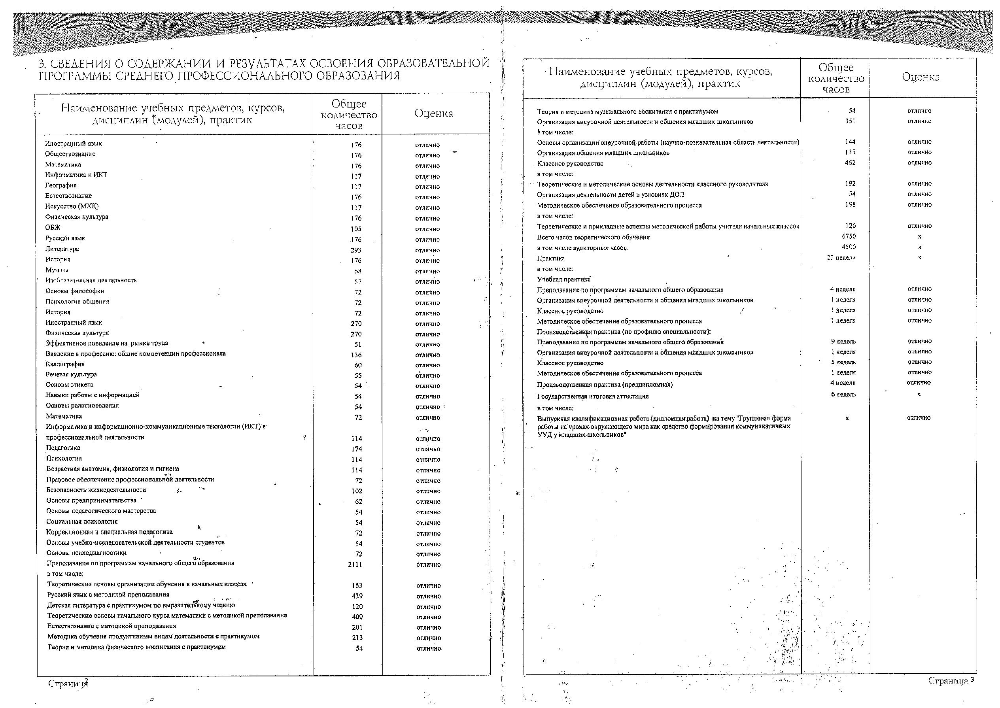 3. СВЕДЕНИЯ О СОДЕРЖАНИИ И РЕЗУЛЬТАТАХ ОСВОЕНИЯ ОБРАЗОВАТЕЛЬНОЙ
ПРОГРАММЫ СРЕДНЕГО ПРОФЕССИОНАЛЬНОГО ОБРАЗОВАНИЯ
Наименование учебных предметов, курсов,
дисциплин (модулей), практик
Общее
количество
часов
Оценка
Иностранный язык 176 отлично
Обществознание 176 отлично
Математика 176 отлично
Информатика и ИКТ 117 отлично
География 117 отлично
Естествознание 176 отлично
Искусство (МХК) 117 отлично
Физическая культура 176 отлично
ОБЖ 105 отлично
Русский язык 176 отлично
Литература 293 отлично
История 176 отлично
Музыка 68 отлично
Изобразительная деятельность 57 отлично
Основы философии 72 отлично
Психология общения 72 отлично
История 72 отлично
Иностранный язык 270 отлично
Физическая культура 270 отлично
Эффективное поведение на рынке труда 51 отлично
Введение в профессию: общие компетенции профессионала 136 отлично
Каллиграфия 60 отлично
Речевая культура 55 отлично
Основы этикета 54 отлично
Навыки работы с информацией 54 отлично
Основы религиоведения 54 отлично
Математика 72 отлично
Информатика и информационно-коммуникационные технологии (ИКТ) в
профессиональной деятельности 114 отлично
Педагогика 174 отлично
Психология 114 отлично
Возрастная анатомия, физиология и гигиена 114 отлично
Правовое обеспечение профессиональной деятельности 72 отлично
Безопасность жизнедеятельности 102 отлично
Основы предпринимательства 62 отлично
Основы педагогического мастерства 54 отлично
Социальная психология 54 отлично
Коррекционная и специальная педагогика 72 отлично
Основы учебно-исследовательской деятельности студентов 54 отлично
Основы психодиагностики 72 отлично
Преподавание по программам начального общего образования 2111 отлично
в том числе:
Теоретические основы организации обучения в начальных классах 153 отлично
Русский язык с методикой преподавания 439 отлично
Детская литература с практикумом по выразительному чтению 120 отлично
Теоретические основы начального курса математики с методикой преподавания 409 отлично
Естествознание с методикой преподавания 201 отлично
Методика обучения продуктивным видам деятельности с практикумом 213 отлично
Теория и методика физического воспитания с практикумом 54 отлично
Страница 2
Наименование учебных предметов, курсов,
дисциплин (модулей), практик
Общее
количество
часов
Оценка
Теория и методика музыкального воспитания с практикумом 54 отлично
Организация внеурочной деятельности и общения младших школьников 351 отлично
в том числе:
Основы организации внеурочной работы (научно-познавательная область деятельности) 144 отлично
Организация общения младших школьников 135 отлично
Классное руководство 462 отлично
в том числе:
Теоретические и методические основы деятельности классного руководителя 192 отлично
Организация деятельности детей в условиях ДОЛ 54 отлично
Методическое обеспечение образовательного процесса 198 отлично
в том числе:
Теоретические и прикладные аспекты методической работы учителя начальных классов 126 отлично
Всего часов теоретического обучения 6750 х
в том числе аудиторных часов: 4500 х
Практика 23 недели х
в том числе:
Учебная практика
Преподавание по программам начального общего образования 4 недели отлично
Организация внеурочной деятельности и общения младших школьников 1 неделя отлично
Классное руководство 1 неделя отлично
Методическое обеспечение образовательного процесса 1 неделя отлично
Производственная практика (по профилю специальности):
Преподавание по программам начального общего образования 9 недель отлично
Организация внеурочной деятельности и общения младших школьников 1 неделя отлично
Классное руководство 5 недель отлично
Методическое обеспечение образовательного процесса 1 неделя отлично
Производственная практика (преддипломная) 4 недели отлично
Государственная итоговая аттестация 6 недель х
в том числе:
Выпускная квалификационная работа (дипломная работа) на тему "Групповая форма х отлично
работы на уроках окружающего мира как средство формирования коммуникативных
УУД у младших школьников"
Страница 3